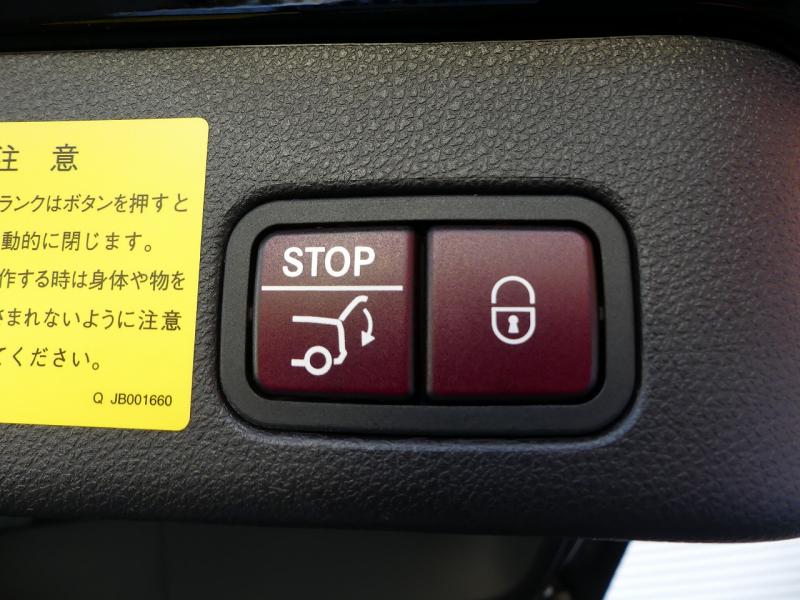 注 意
ランクはボタンを押すと
動的に閉じます。
作する時は身体や物を
まれないように注意
てください。
Q JB001660
STOP